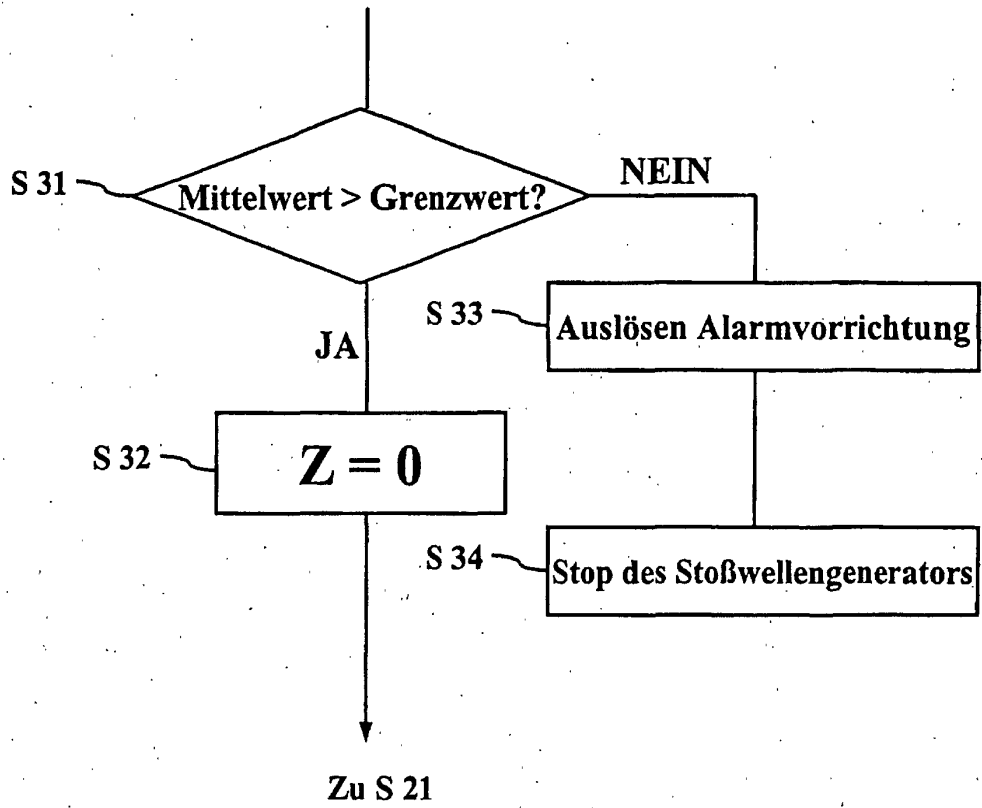 S 31
Mittelwert > Grenzwert?
NEIN
JA
S 33
Auslösen Alarmvorrichtung
S 32
Z = 0
S 34
Stop des Stoßwellengenerators
Zu S 21